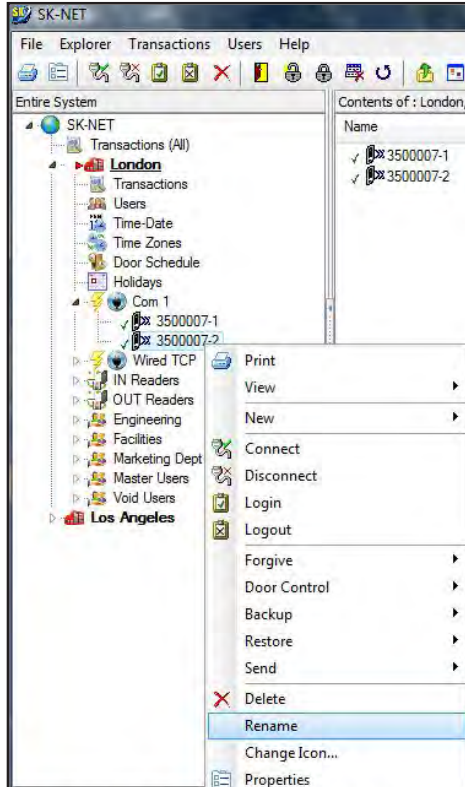 SK-NET
File Explorer Transactions Users Help
Entire System
Contents of : London,
SK-NET
Name
Transactions (All)
London
3500007-1
Transactions
3500007-2
Users
Time-Date
Time Zones
Door Schedule
Holidays
Com 1
3500007-1
3500007-2
Wired TCP
IN Readers
OUT Readers
Engineering
Facilities
Marketing Dept
Master Users
Void Users
Los Angeles
Print
View
New
Connect
Disconnect
Login
Logout
Forgive
Door Control
Backup
Restore
Send
Delete
Rename
Change Icon...
Properties